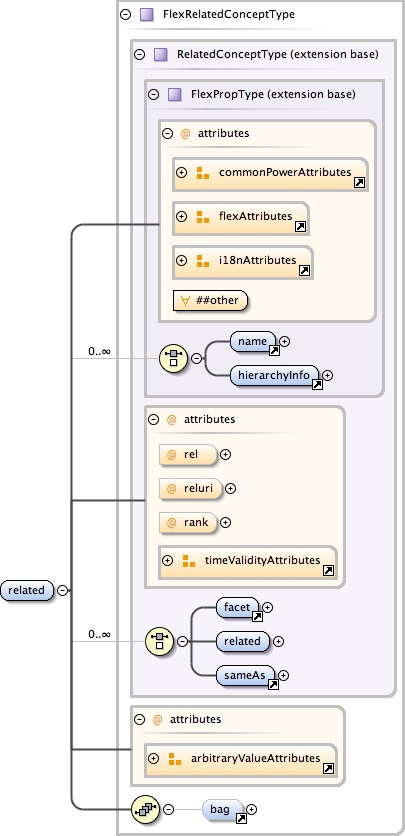 FlexRelatedConceptType
RelatedConceptType (extension base)
FlexPropType (extension base)
@ attributes
commonPowerAttributes
flexAttributes
i18nAttributes
∀ ##other
0..∞
name
hierarchyInfo
@ attributes
@ rel
@ reluri
@ rank
timeValidityAttributes
related
0..∞
facet
related
sameAs
@ attributes
arbitraryValueAttributes
bag